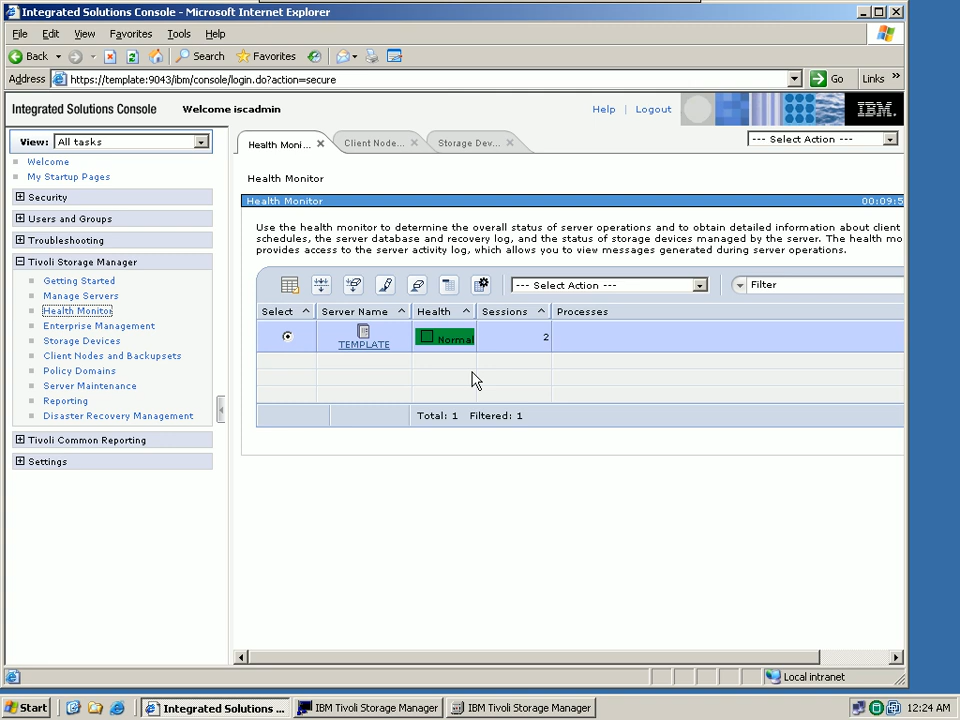 Integrated Solutions Console - Microsoft Internet Explorer
File Edit View Favorites Tools Help
Back Search Favorites
Address https://template:9043/ibm/console/login.do?action=secure Go Links »
Integrated Solutions Console Welcome iscadmin Help | Logout IBM.
View: All tasks
Welcome
My Startup Pages
Security
Users and Groups
Troubleshooting
Tivoli Storage Manager
Getting Started
Manage Servers
Health Monitor
Enterprise Management
Storage Devices
Client Nodes and Backupsets
Policy Domains
Server Maintenance
Reporting
Disaster Recovery Management
Tivoli Common Reporting
Settings
Health Moni... Client Node... Storage Dev... --- Select Action ---
Health Monitor
Health Monitor 00:09:5
Use the health monitor to determine the overall status of server operations and to obtain detailed information about client
schedules, the server database and recovery log, and the status of storage devices managed by the server. The health mo
provides access to the server activity log, which allows you to view messages generated during server operations.
--- Select Action --- Filter
Select Server Name Health Sessions Processes
TEMPLATE Normal 2
Total: 1 Filtered: 1
Local intranet
Start Integrated Solutions ... IBM Tivoli Storage Manager IBM Tivoli Storage Manager 12:24 AM